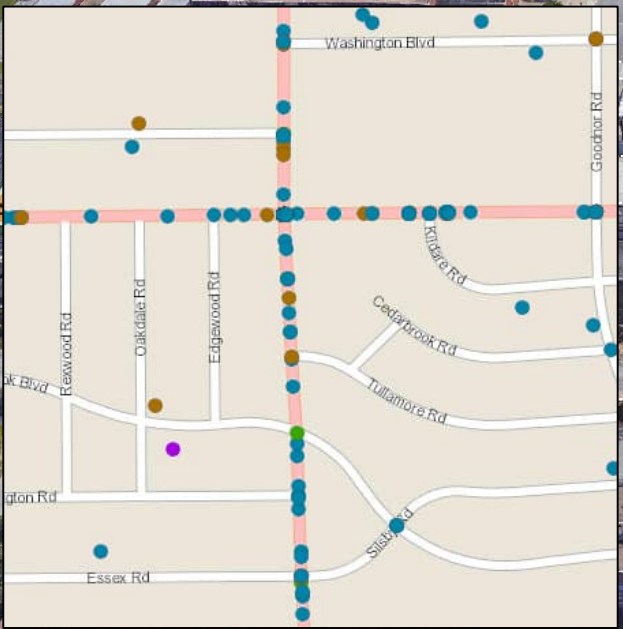 Washington Blvd
Goodnor Rd
Kildare Rd
Cedarbrook Rd
Tullamore Rd
Rexwood Rd
Oakdale Rd
Edgewood Rd
ok Blvd
gton Rd
Silsby Rd
Essex Rd